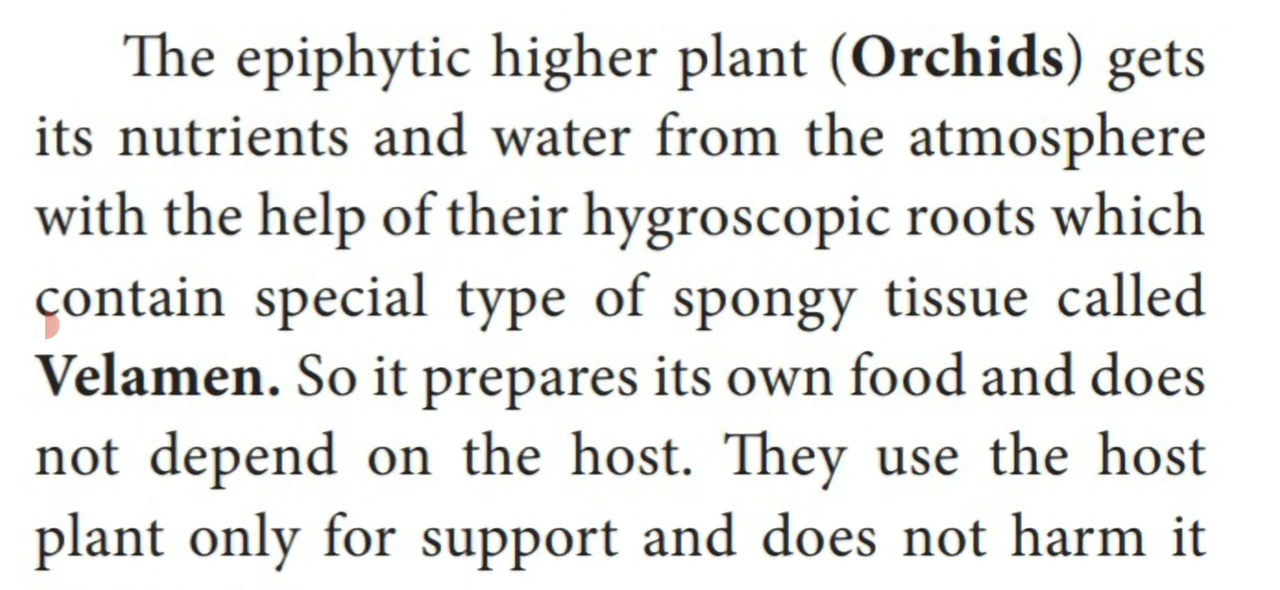 The epiphytic higher plant (Orchids) gets
its nutrients and water from the atmosphere
with the help of their hygroscopic roots which
contain special type of spongy tissue called
Velamen. So it prepares its own food and does
not depend on the host. They use the host
plant only for support and does not harm it